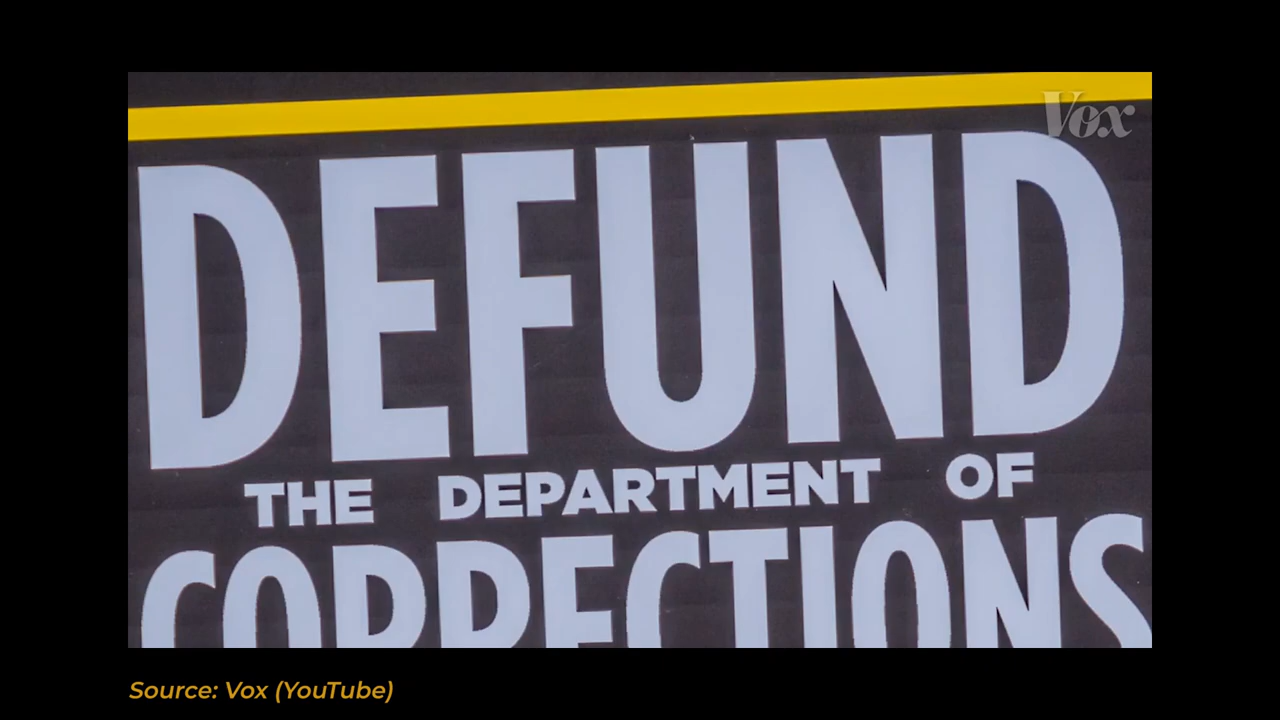 Vox
DEFUND
THE DEPARTMENT OF
CORRECTIONS
Source: Vox (YouTube)